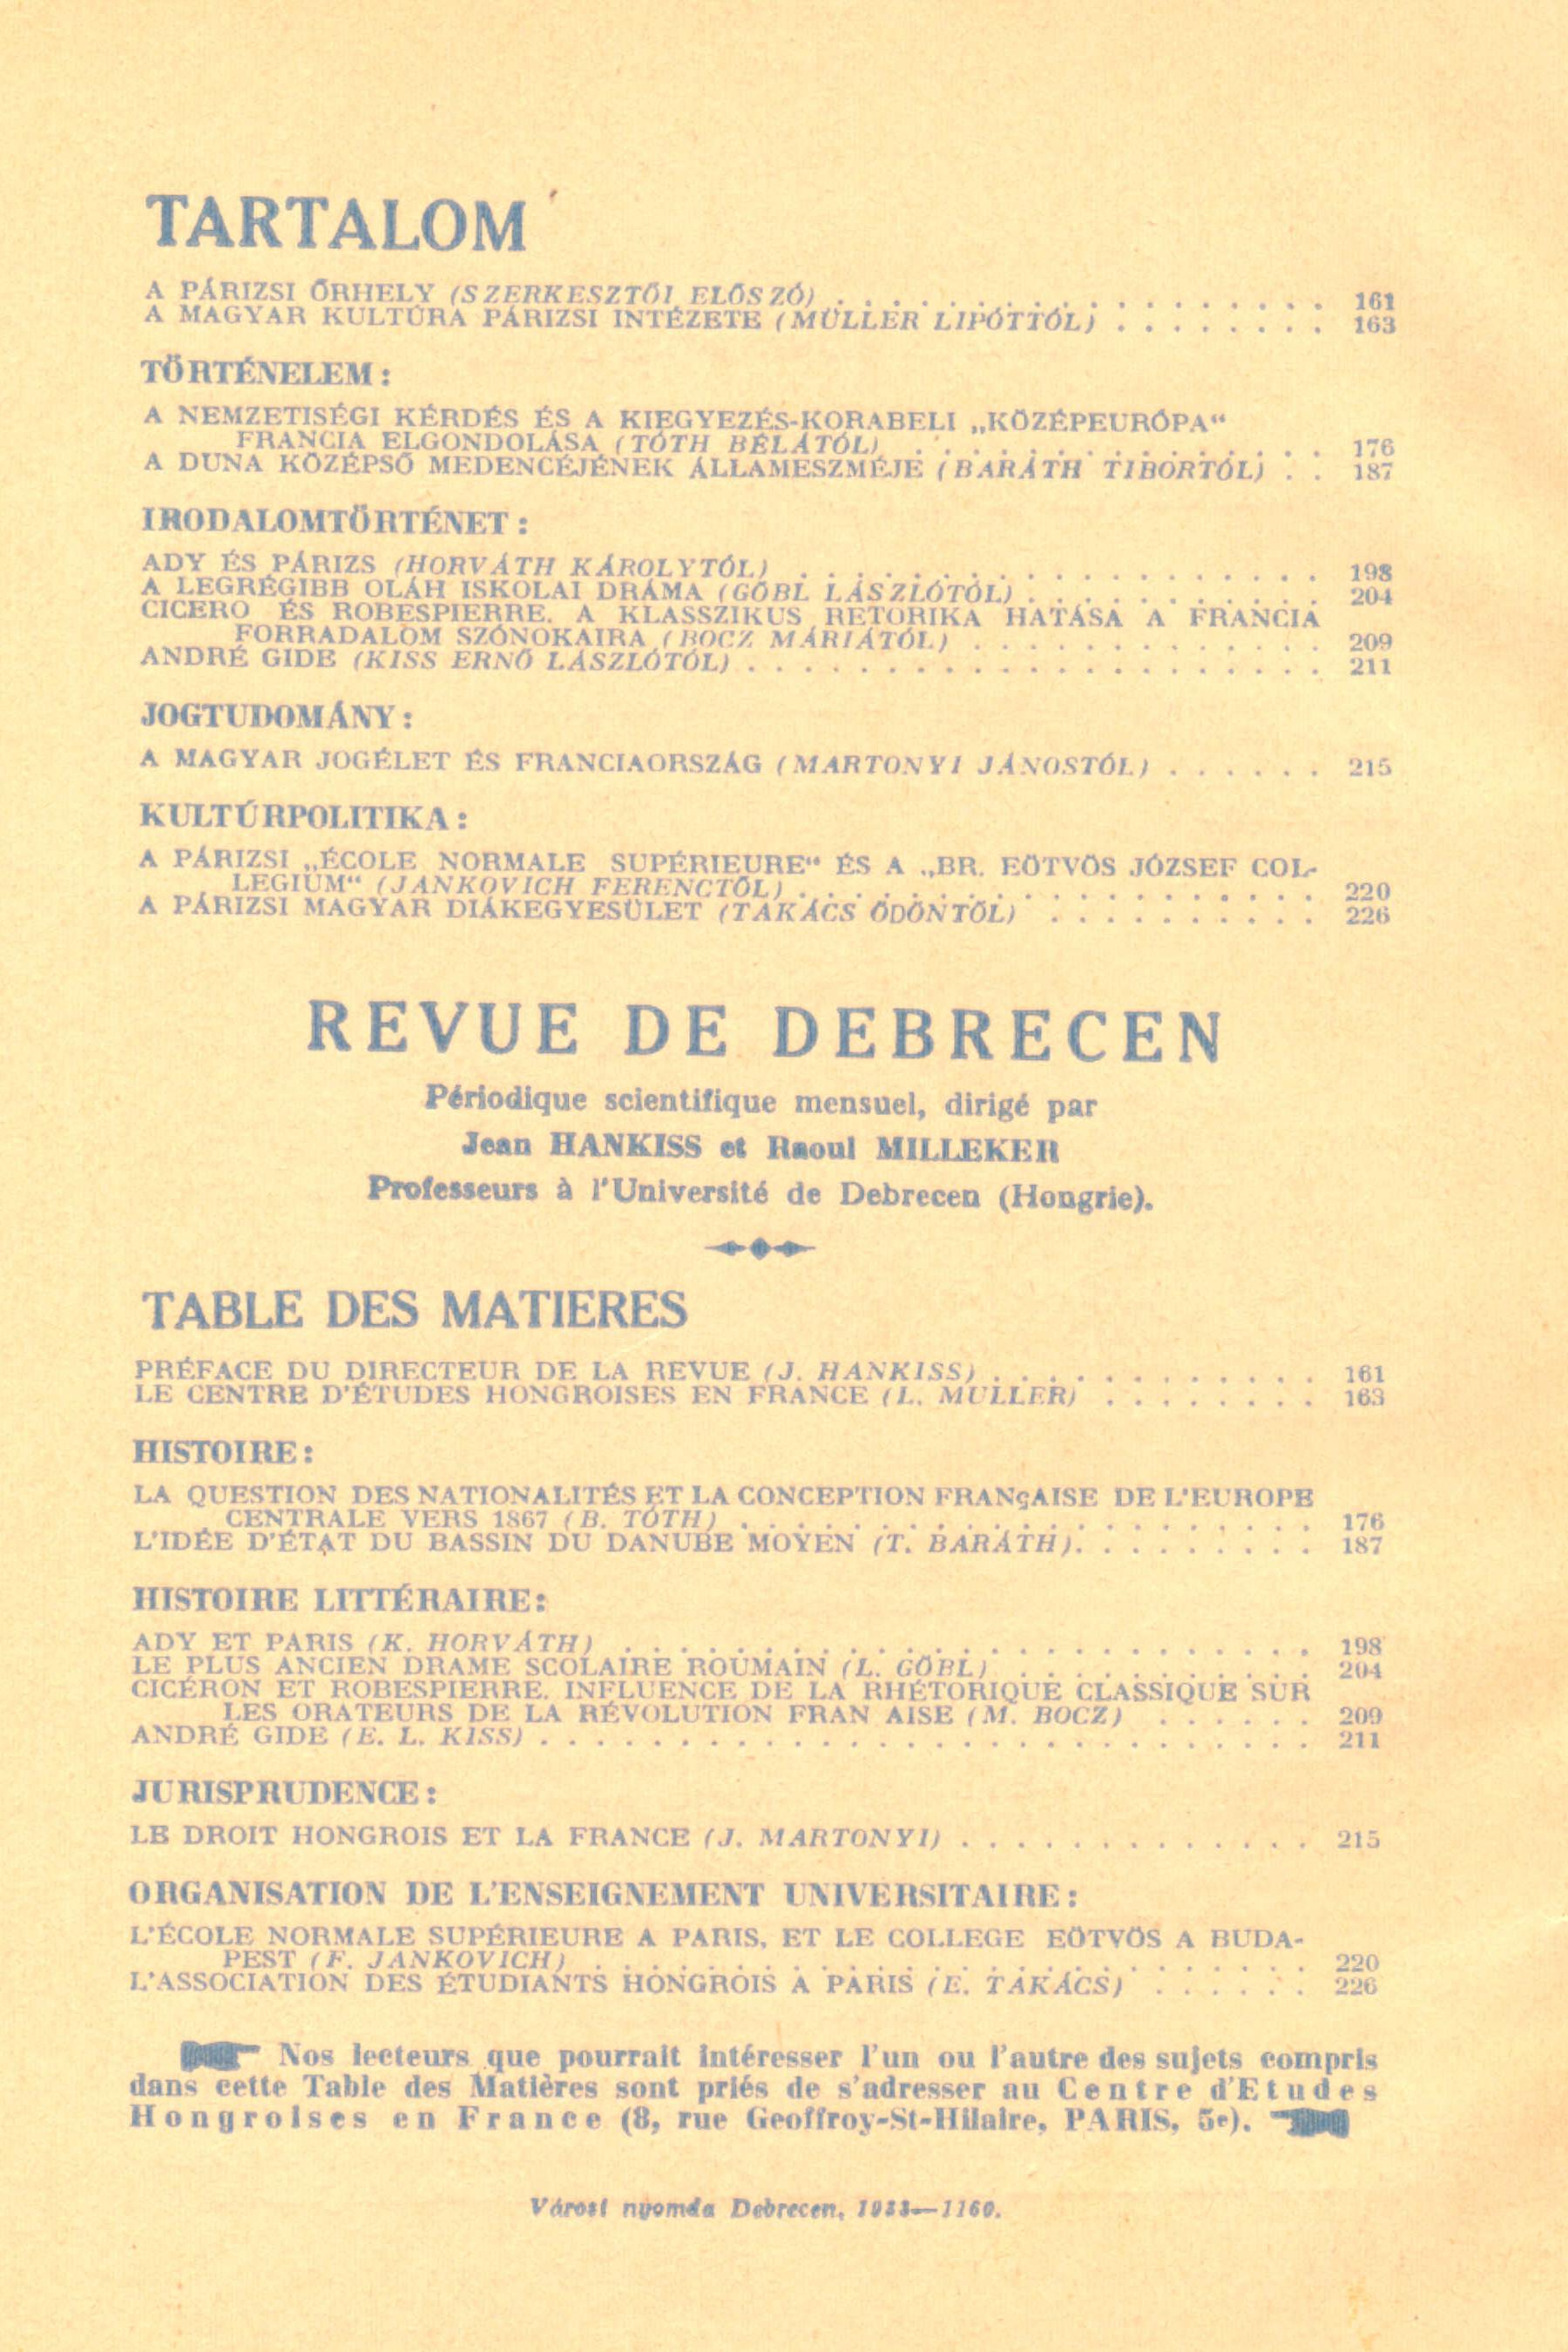 TARTALOM
A PÁRIZSI ŐRHELY (SZERKESZTŐI ELŐSZÓ) . . . . . . . . . . . . . . . . . . 161
A MAGYAR KULTÚRA PÁRIZSI INTÉZETE (MÜLLER LIPÓTTÓL) . . . . . . . . 163
TÖRTÉNELEM:
A NEMZETISÉGI KÉRDÉS ÉS A KIEGYEZÉS-KORABELI „KÖZÉPEURÓPA“
FRANCIA ELGONDOLÁSA (TÓTH BÉLÁTÓL) . . . . . . . . . . . . . . . 176
A DUNA KÖZÉPSŐ MEDENCÉJÉNEK ÁLLAMESZMÉJE (BARÁTH TIBORTÓL) . . 187
IRODALOMTÖRTÉNET:
ADY ÉS PÁRIZS (HORVÁTH KÁROLYTÓL) . . . . . . . . . . . . . . . . . . . 198
A LEGRÉGIBB OLÁH ISKOLAI DRÁMA (GÖBL LÁSZLÓTÓL) . . . . . . . . . . . 204
CICERO ÉS ROBESPIERRE. A KLASSZIKUS RETORIKA HATÁSA A FRANCIA
FORRADALOM SZÓNOKAIRA (BOCZ MÁRIÁTÓL) . . . . . . . . . . . . . 209
ANDRÉ GIDE (KISS ERNŐ LÁSZLÓTÓL) . . . . . . . . . . . . . . . . . . . . . 211
JOGTUDOMÁNY:
A MAGYAR JOGÉLET ÉS FRANCIAORSZÁG (MARTONYI JÁNOSTÓL) . . . . . . 215
KULTÚRPOLITIKA:
A PÁRIZSI „ÉCOLE NORMALE SUPÉRIEURE“ ÉS A „BR. EÖTVÖS JÓZSEF COL-
LEGIUM“ (JANKOVICH FERENCTŐL) . . . . . . . . . . . . . . . . . . . 220
A PÁRIZSI MAGYAR DIÁKEGYESÜLET (TAKÁCS ÖDÖNTŐL) . . . . . . . . . . 226
REVUE DE DEBRECEN
Périodique scientifique mensuel, dirigé par
Jean HANKISS et Raoul MILLEKER
Professeurs à l'Université de Debrecen (Hongrie).
TABLE DES MATIERES
PRÉFACE DU DIRECTEUR DE LA REVUE (J. HANKISS) . . . . . . . . . . . . 161
LE CENTRE D'ÉTUDES HONGROISES EN FRANCE (L. MULLER) . . . . . . . . 163
HISTOIRE:
LA QUESTION DES NATIONALITÉS ET LA CONCEPTION FRANçAISE DE L'EUROPE
CENTRALE VERS 1867 (B. TÓTH) . . . . . . . . . . . . . . . . . . . . . 176
L'IDÉE D'ÉTAT DU BASSIN DU DANUBE MOYEN (T. BARÁTH). . . . . . . . . 187
HISTOIRE LITTÉRAIRE:
ADY ET PARIS (K. HORVÁTH) . . . . . . . . . . . . . . . . . . . . . . . . . 198
LE PLUS ANCIEN DRAME SCOLAIRE ROUMAIN (L. GÖBL) . . . . . . . . . . . 204
CICÉRON ET ROBESPIERRE. INFLUENCE DE LA RHÉTORIQUE CLASSIQUE SUR
LES ORATEURS DE LA RÉVOLUTION FRAN AISE (M. BOCZ) . . . . . . 209
ANDRÉ GIDE (E. L. KISS) . . . . . . . . . . . . . . . . . . . . . . . . . . . . 211
JURISPRUDENCE:
LE DROIT HONGROIS ET LA FRANCE (J. MARTONYI) . . . . . . . . . . . . . 215
ORGANISATION DE L'ENSEIGNEMENT UNIVERSITAIRE:
L'ÉCOLE NORMALE SUPÉRIEURE A PARIS, ET LE COLLEGE EÖTVÖS A BUDA-
PEST (F. JANKOVICH) . . . . . . . . . . . . . . . . . . . . . . . . . . 220
L'ASSOCIATION DES ÉTUDIANTS HONGROIS A PARIS (E. TAKÁCS) . . . . . . 226
Nos lecteurs que pourrait intéresser l'un ou l'autre des sujets compris
dans cette Table des Matières sont priés de s'adresser au Centre d'Etudes
Hongroises en France (8, rue Geoffroy-St-Hilaire, PARIS, 5e).
Városi nyomda Debrecen, 1933—1160.